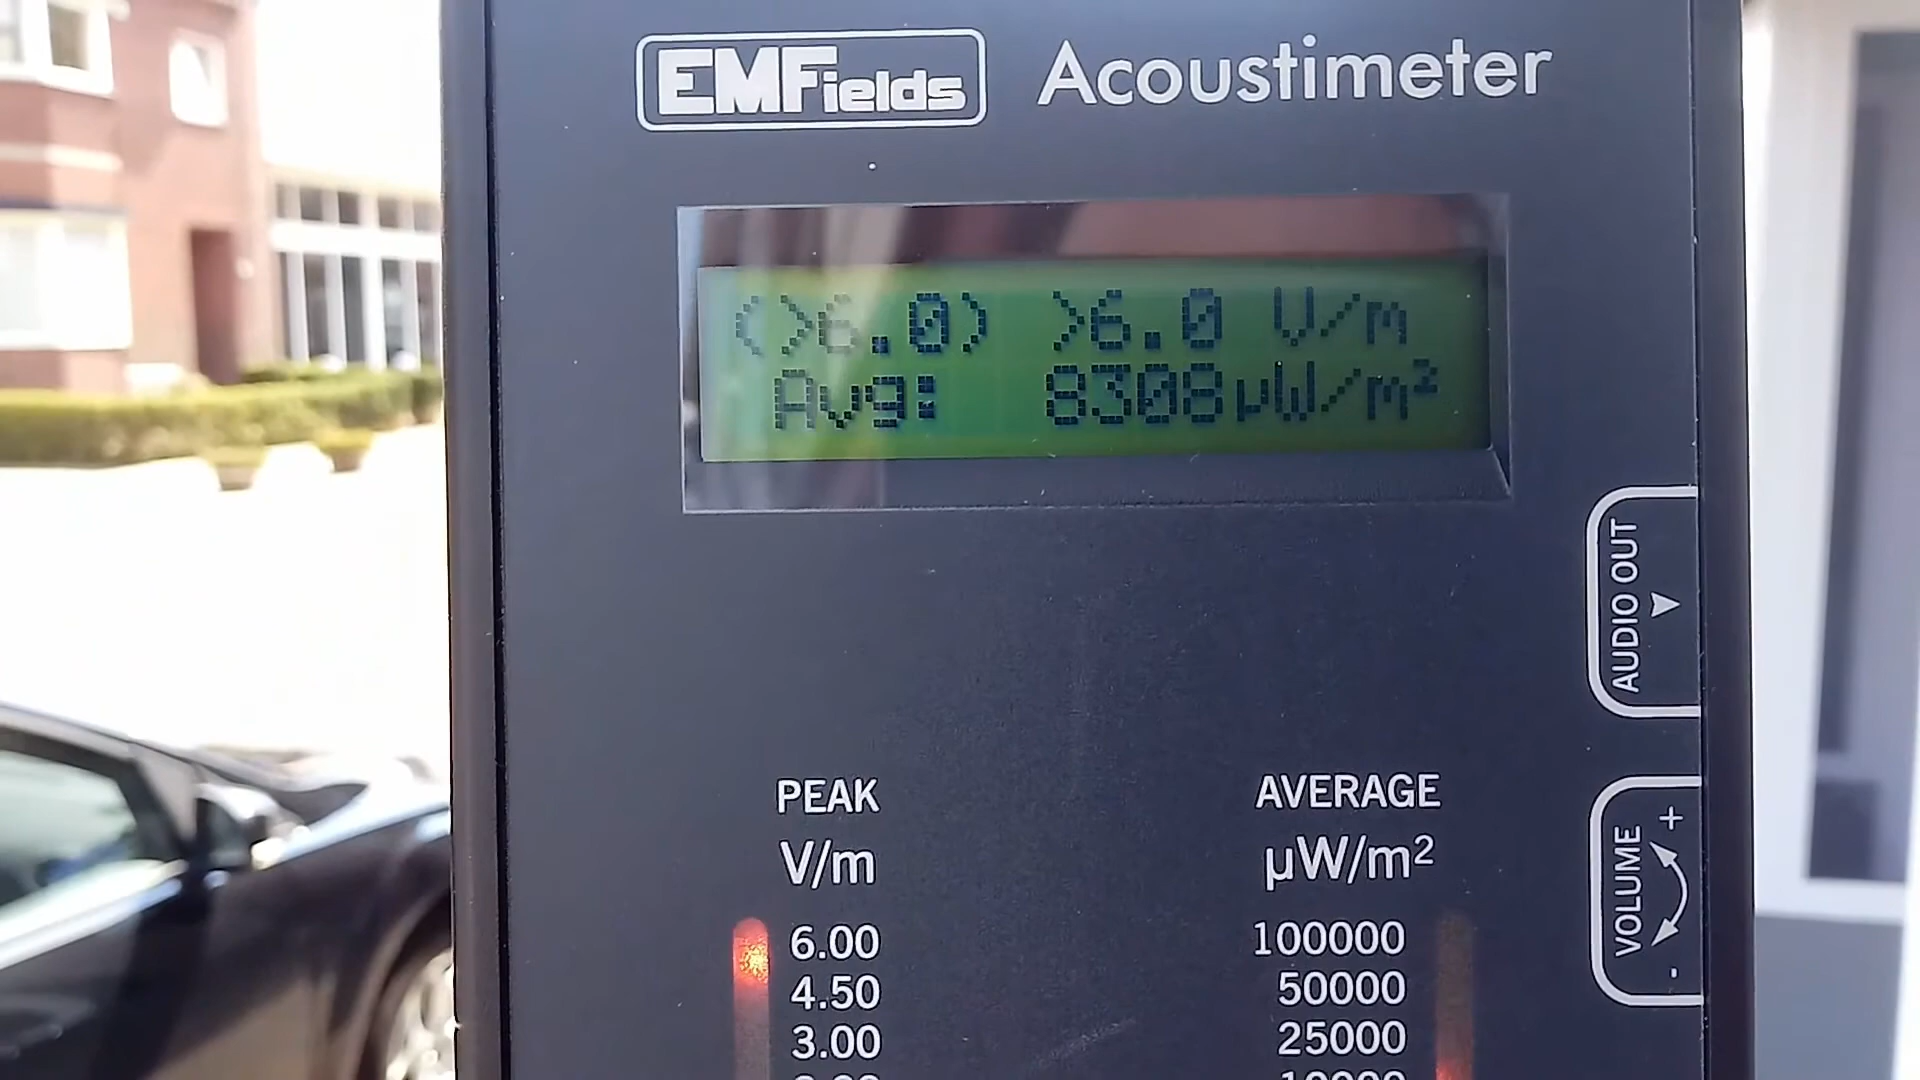 EMFields Acoustimeter
(>6.0) >6.0 V/m
Avg: 8308µW/m²
AUDIO OUT
PEAK
V/m
6.00
4.50
3.00
AVERAGE
µW/m²
100000
50000
25000
VOLUME
+
-